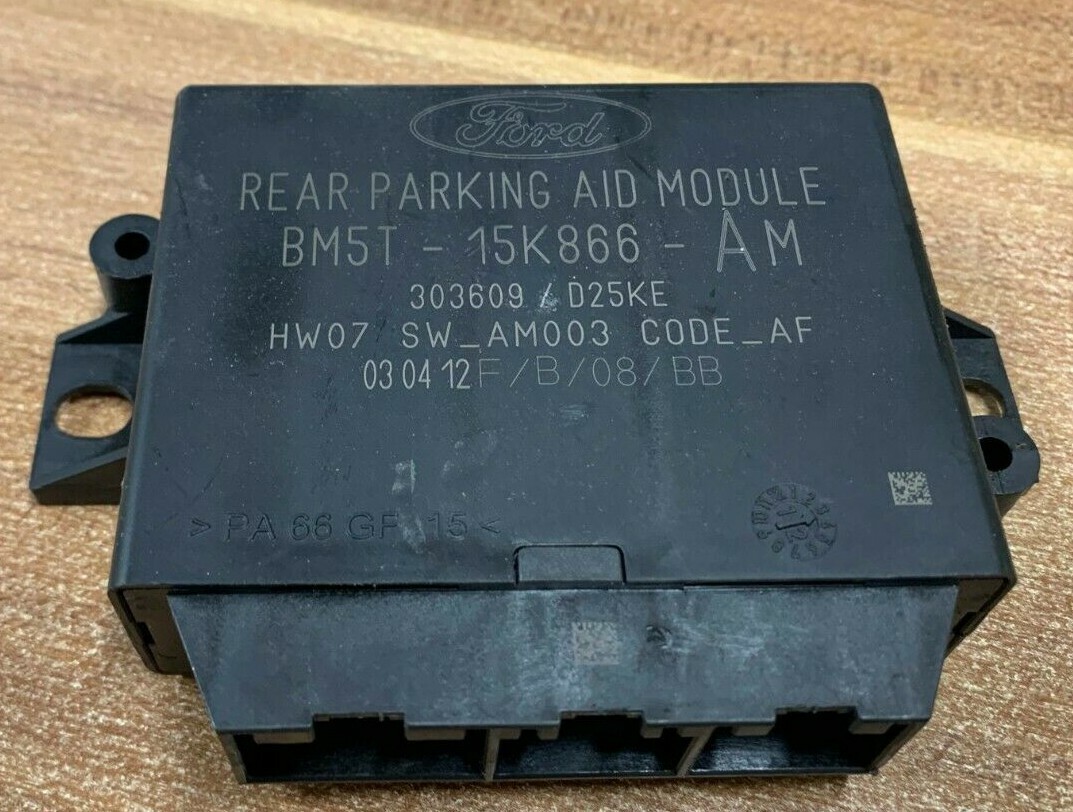 Ford
REAR PARKING AID MODULE
BM5T - 15K866 - AM
303609 / D25KE
HW07 SW_AM003 CODE_AF
03 04 12 F/B/08/BB
> PA 66 GF 15 <